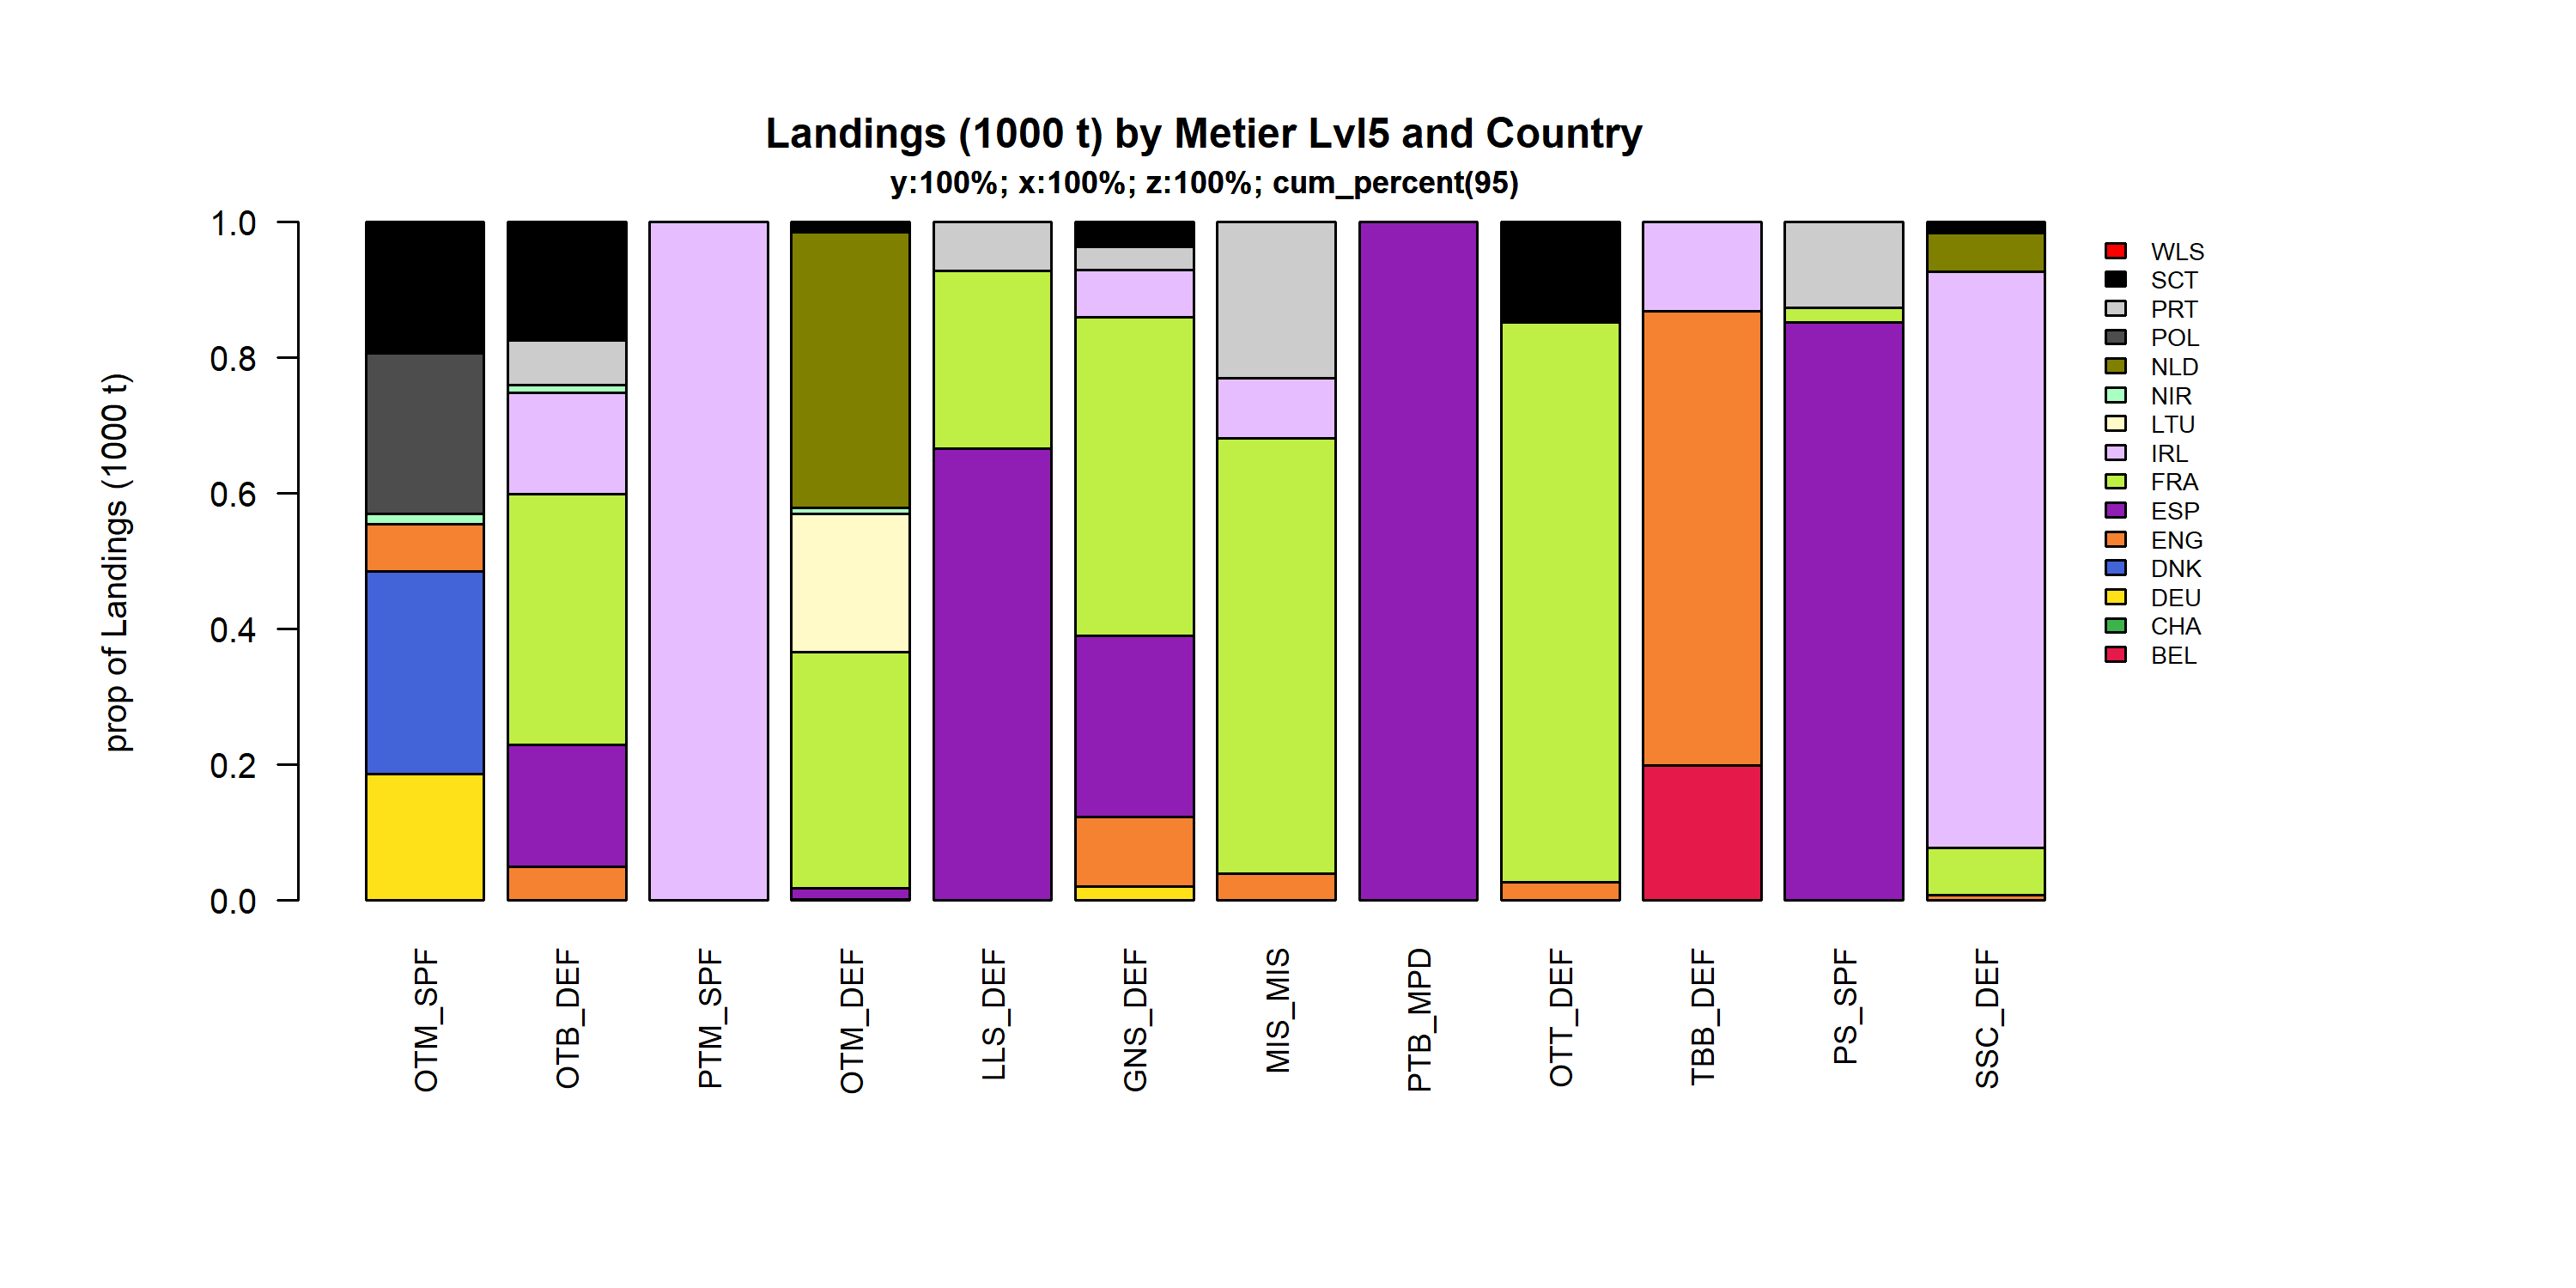 Landings (1000 t) by Metier Lvl5 and Country
y:100%; x:100%; z:100%; cum_percent(95)
prop of Landings (1000 t)
1.0
0.8
0.6
0.4
0.2
0.0
OTM_SPF
OTB_DEF
PTM_SPF
OTM_DEF
LLS_DEF
GNS_DEF
MIS_MIS
PTB_MPD
OTT_DEF
TBB_DEF
PS_SPF
SSC_DEF
WLS
SCT
PRT
POL
NLD
NIR
LTU
IRL
FRA
ESP
ENG
DNK
DEU
CHA
BEL